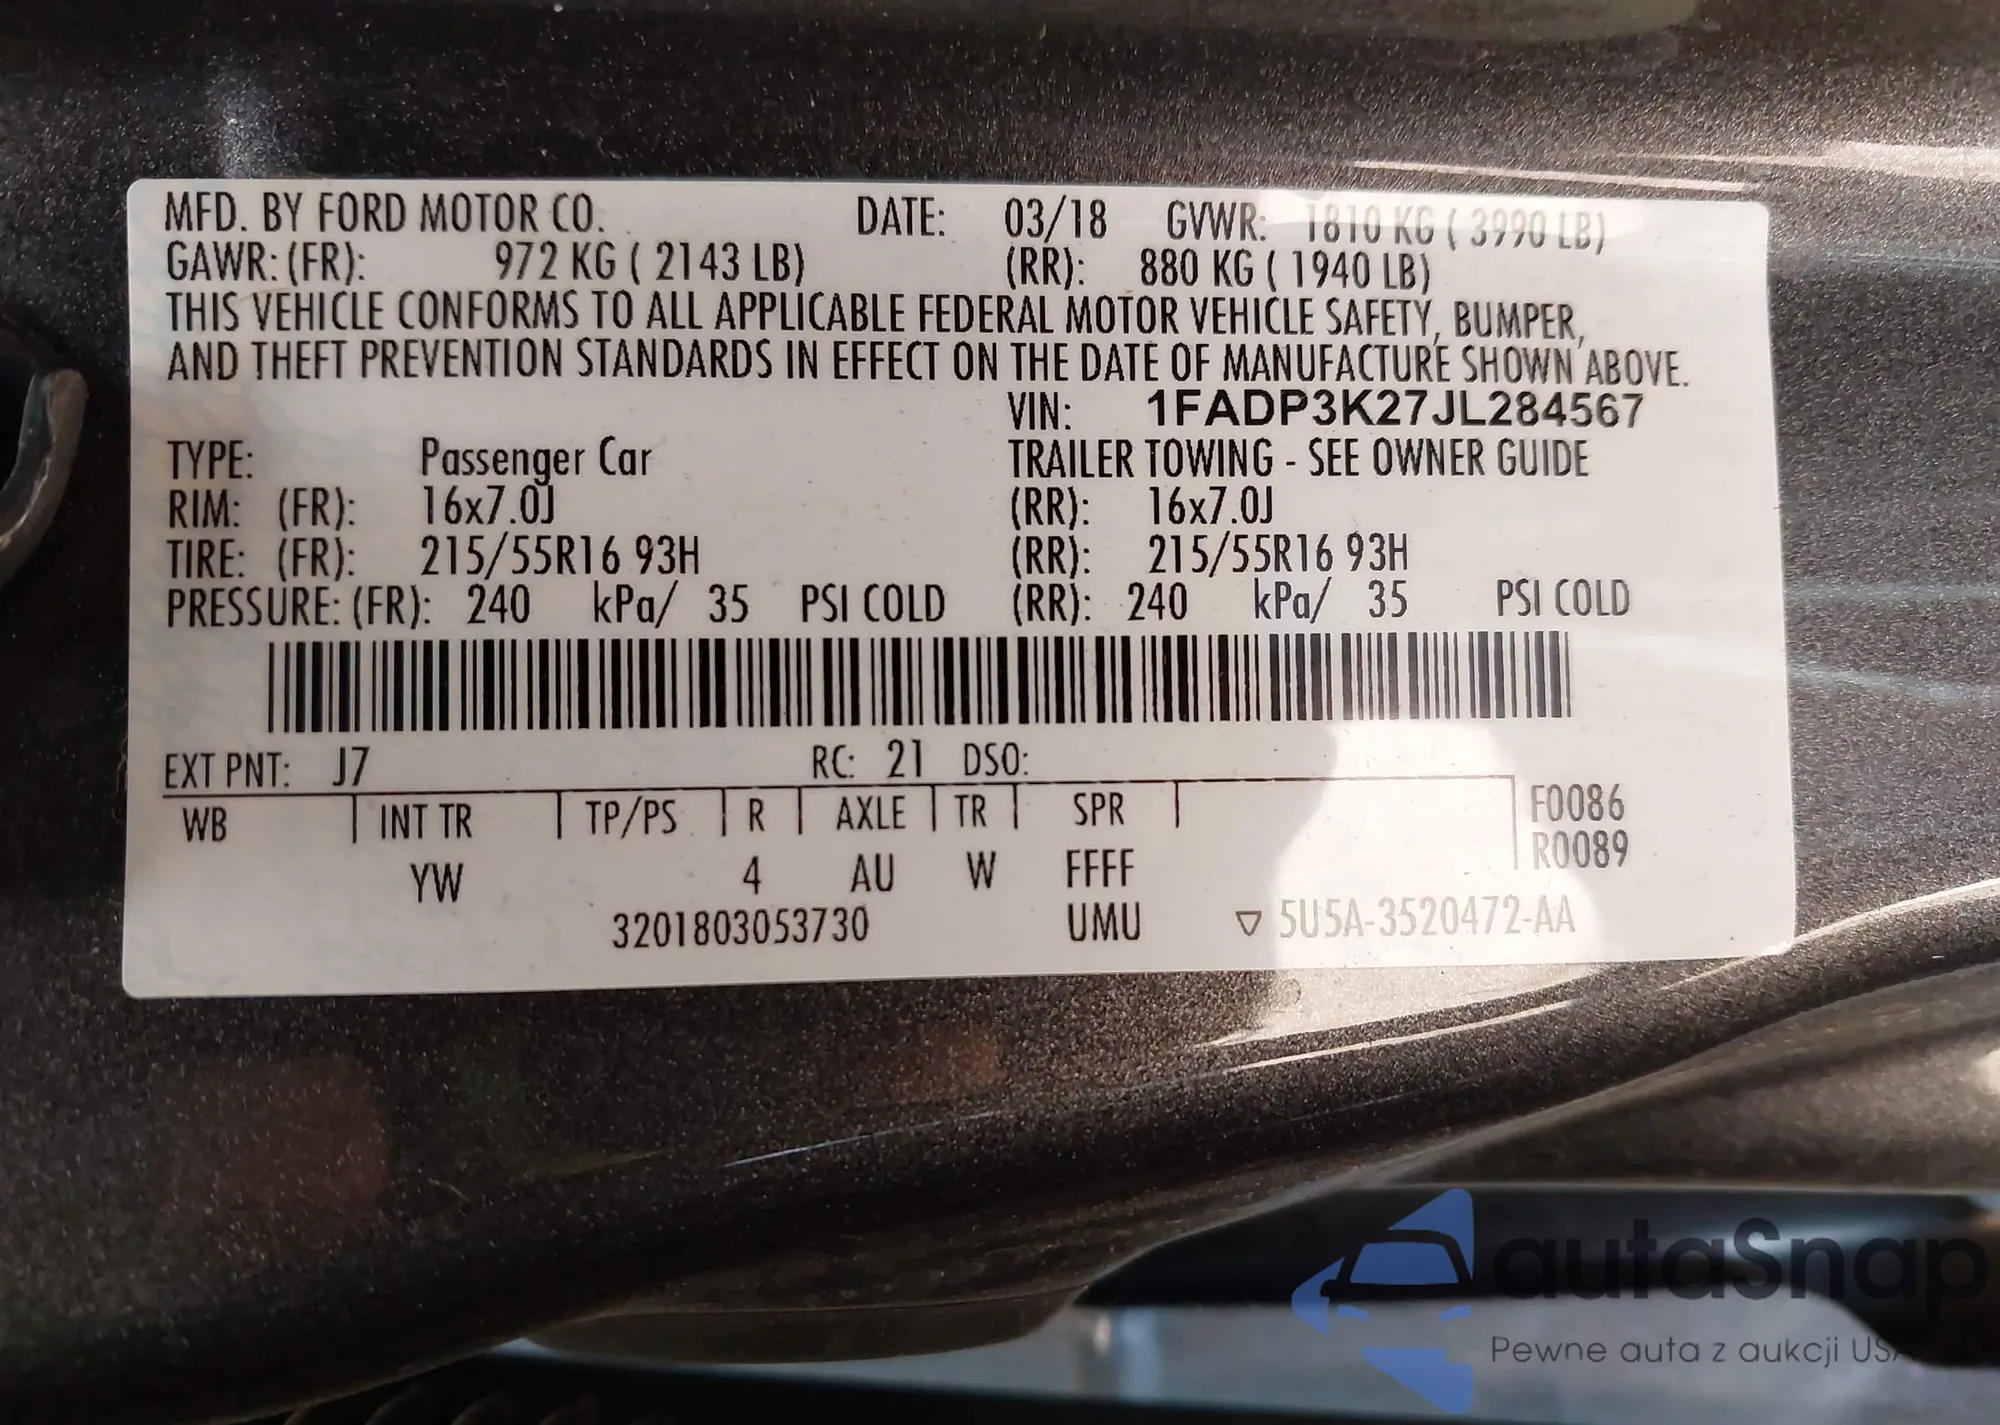 MFD. BY FORD MOTOR CO. DATE: 03/18 GVWR: 1810 KG ( 3990 LB)
GAWR: (FR): 972 KG ( 2143 LB) (RR): 880 KG ( 1940 LB)
THIS VEHICLE CONFORMS TO ALL APPLICABLE FEDERAL MOTOR VEHICLE SAFETY, BUMPER,
AND THEFT PREVENTION STANDARDS IN EFFECT ON THE DATE OF MANUFACTURE SHOWN ABOVE.
VIN: 1FADP3K27JL284567
TYPE: Passenger Car TRAILER TOWING - SEE OWNER GUIDE
RIM: (FR): 16x7.0J (RR): 16x7.0J
TIRE: (FR): 215/55R16 93H (RR): 215/55R16 93H
PRESSURE: (FR): 240 kPa/ 35 PSI COLD (RR): 240 kPa/ 35 PSI COLD
EXT PNT: J7 RC: 21 DSO:
WB INT TR TP/PS R AXLE TR SPR F0086
R0089
YW 4 AU W FFFF
3201803053730 UMU ▽ 5U5A-3520472-AA
autaSnap
Pewne auta z aukcji